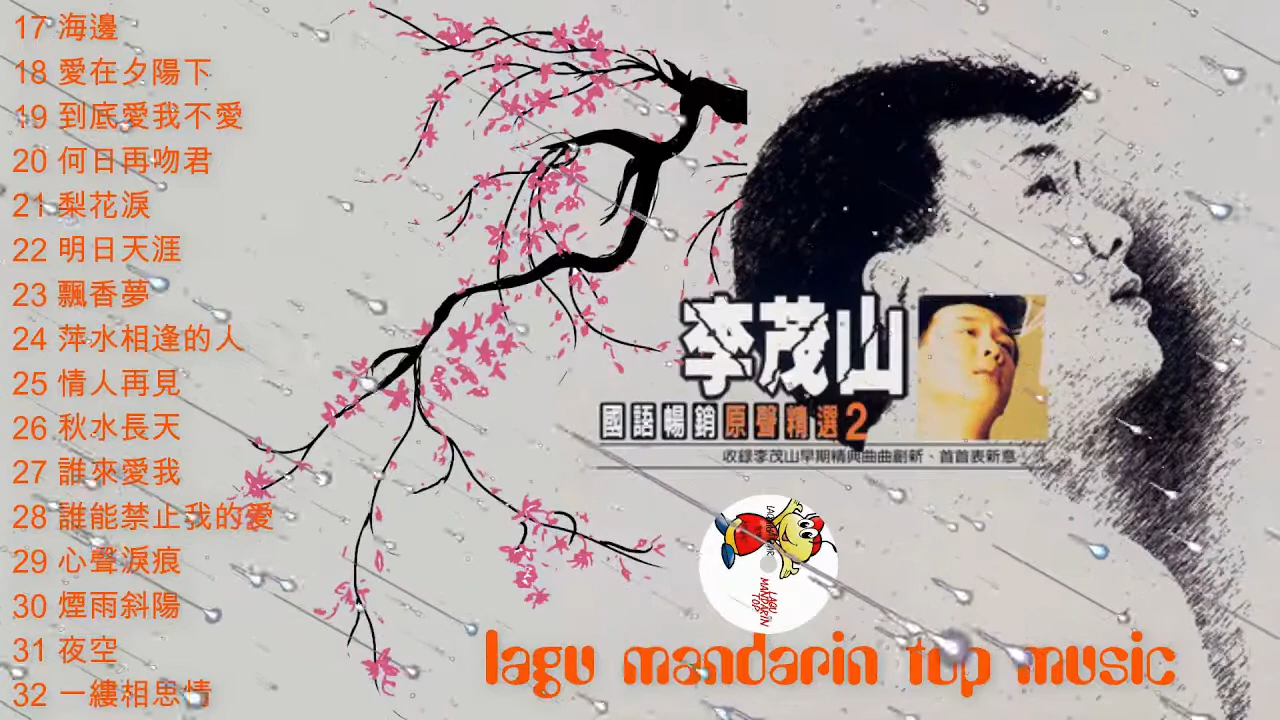 17 海邊
18 愛在夕陽下
19 到底愛我不愛
20 何日再吻君
21 梨花淚
22 明日天涯
23 飄香夢
24 萍水相逢的人
25 情人再見
26 秋水長天
27 誰來愛我
28 誰能禁止我的愛
29 心聲淚痕
30 煙雨斜陽
31 夜空
32 一縷相思情
李茂山
國語暢銷原聲精選2
收錄李茂山早期精典曲曲創新、首首表新意
LAGU MANDARIN TOP
lagu mandarin top music